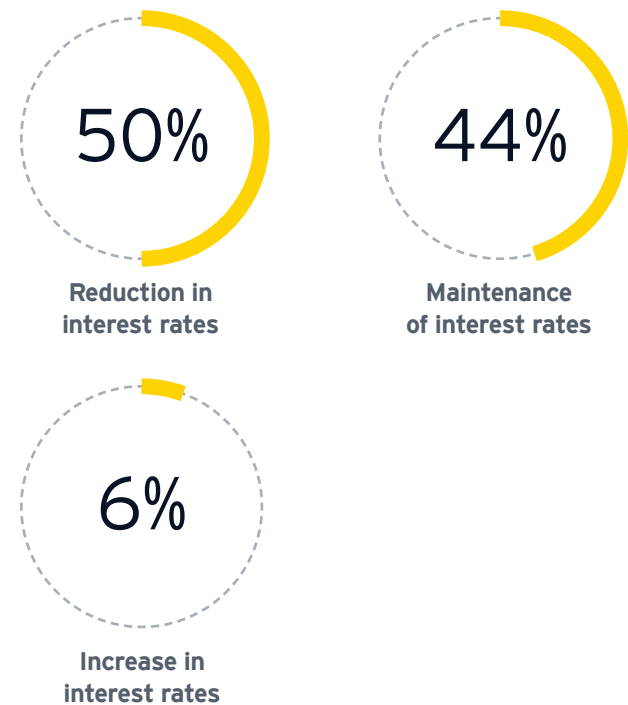 50%
Reduction in
interest rates
44%
Maintenance
of interest rates
6%
Increase in
interest rates